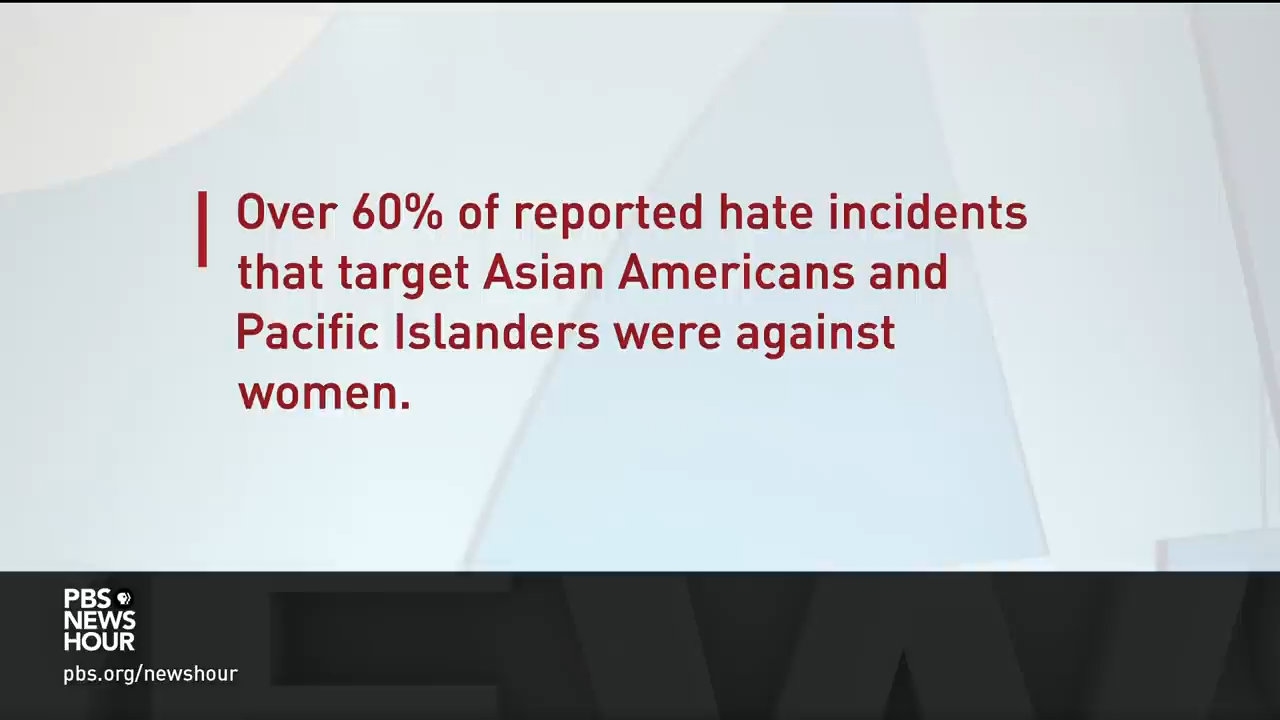 Over 60% of reported hate incidents
that target Asian Americans and
Pacific Islanders were against
women.
PBS
NEWS
HOUR
pbs.org/newshour